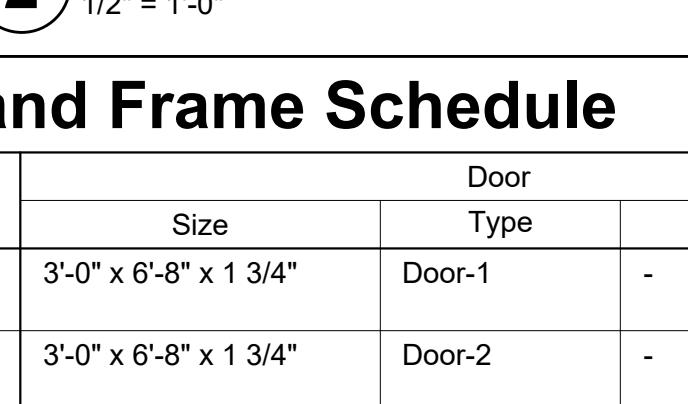 1/2" = 1'-0"
and Frame Schedule
Door
Size Type
3'-0" x 6'-8" x 1 3/4" Door-1 -
3'-0" x 6'-8" x 1 3/4" Door-2 -